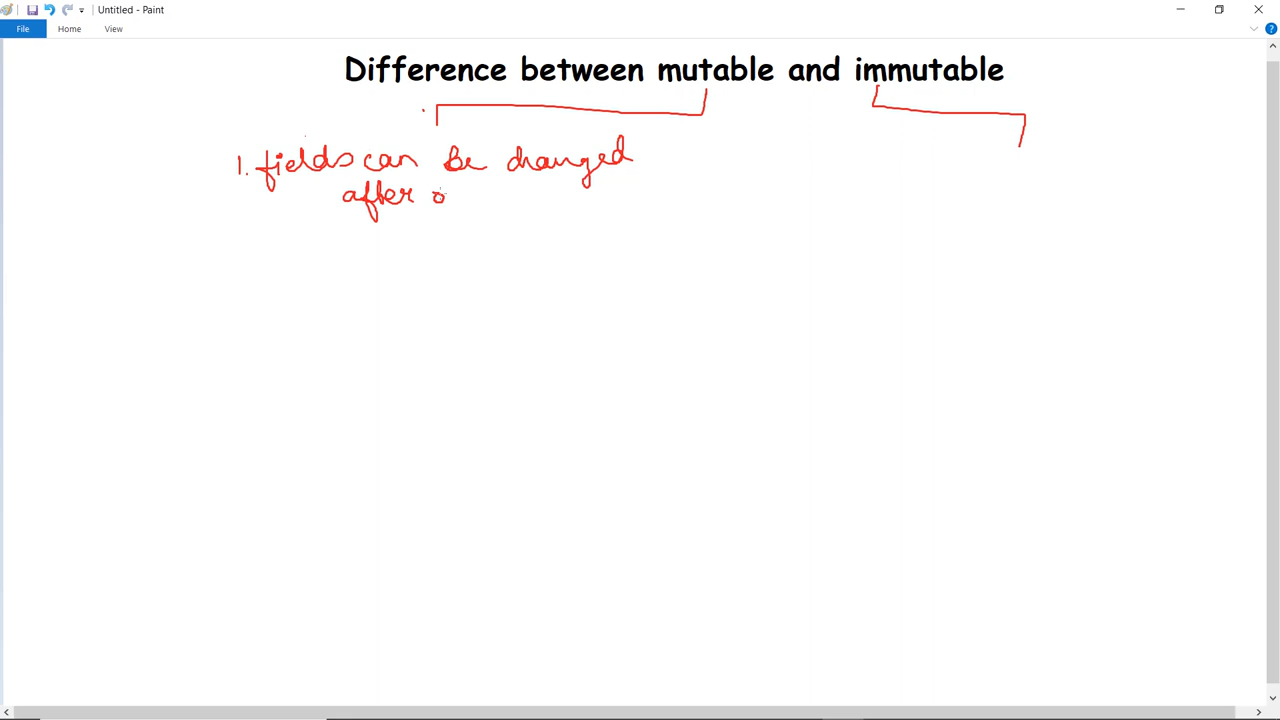 Untitled - Paint
File Home View
Difference between mutable and immutable
1. fields can be changed
after o